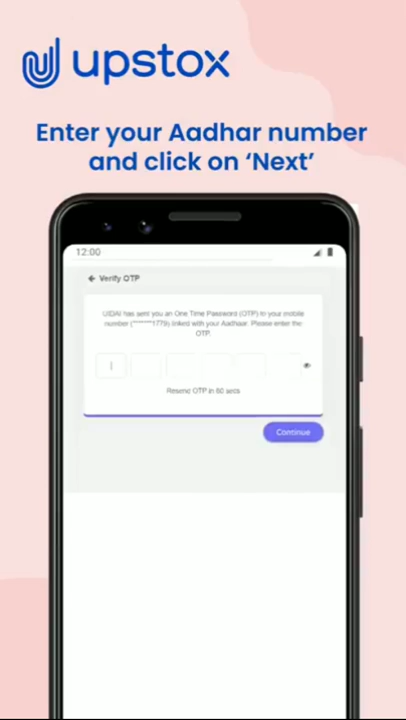 upstox
Enter your Aadhar number
and click on ‘Next’
12:00
Verify OTP
UIDAI has sent you an One Time Password (OTP) to your mobile
number (*******1779) linked with your Aadhaar. Please enter the
OTP.
Resend OTP in 60 secs
Continue